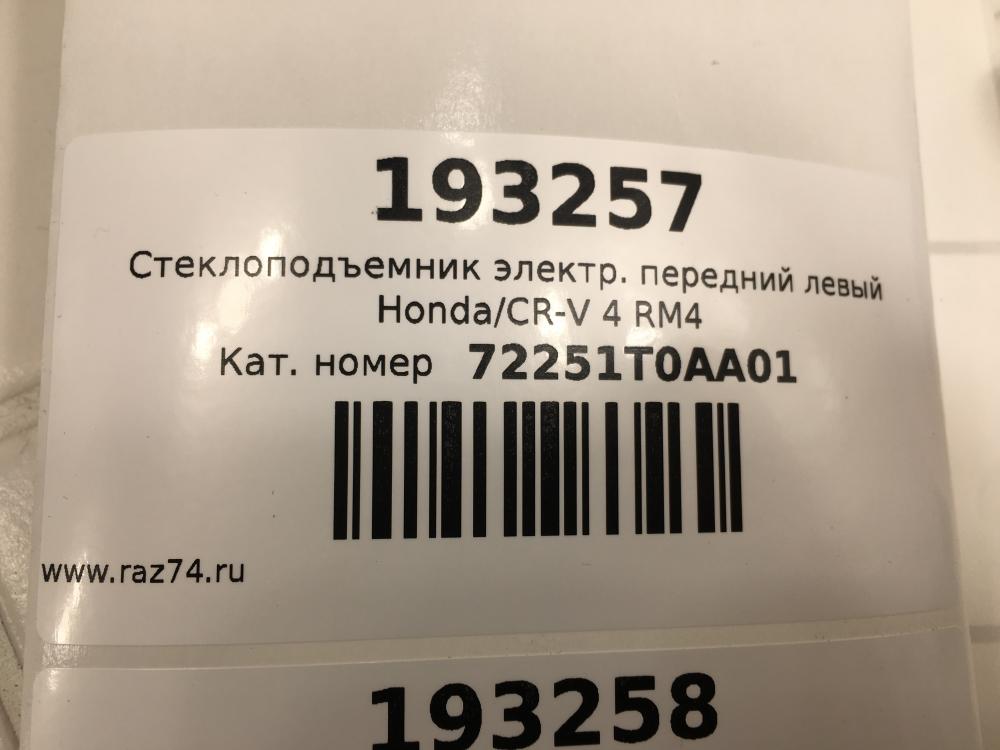 193257
Стеклоподъемник электр. передний левый
Honda/CR-V 4 RM4
Кат. номер 72251T0AA01
www.raz74.ru
193258